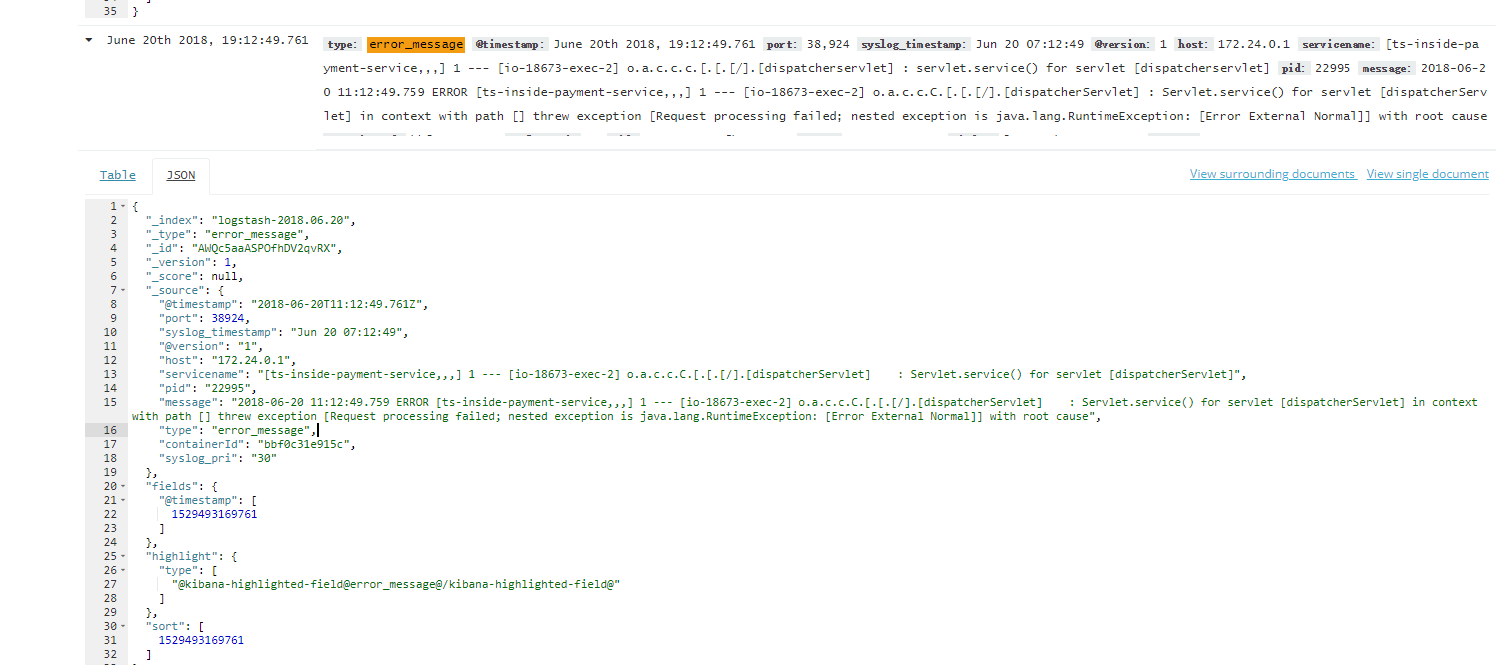 35 }
June 20th 2018, 19:12:49.761 type: error_message @timestamp: June 20th 2018, 19:12:49.761 port: 38,924 syslog_timestamp: Jun 20 07:12:49 @version: 1 host: 172.24.0.1 servicename: [ts-inside-pa
yment-service,,,] 1 --- [io-18673-exec-2] o.a.c.c.c.[.[.[/].[dispatcherservlet] : servlet.service() for servlet [dispatcherservlet] pid: 22995 message: 2018-06-2
0 11:12:49.759 ERROR [ts-inside-payment-service,,,] 1 --- [io-18673-exec-2] o.a.c.c.C.[.[.[/].[dispatcherServlet] : Servlet.service() for servlet [dispatcherServ
let] in context with path [] threw exception [Request processing failed; nested exception is java.lang.RuntimeException: [Error External Normal]] with root cause
Table JSON View surrounding documents View single document
1 {
2 "_index": "logstash-2018.06.20",
3 "_type": "error_message",
4 "_id": "AWQc5aaASPOfhDV2qvRX",
5 "_version": 1,
6 "_score": null,
7 "_source": {
8 "@timestamp": "2018-06-20T11:12:49.761Z",
9 "port": 38924,
10 "syslog_timestamp": "Jun 20 07:12:49",
11 "@version": "1",
12 "host": "172.24.0.1",
13 "servicename": "[ts-inside-payment-service,,,] 1 --- [io-18673-exec-2] o.a.c.c.C.[.[.[/].[dispatcherServlet]    : Servlet.service() for servlet [dispatcherServlet]",
14 "pid": "22995",
15 "message": "2018-06-20 11:12:49.759 ERROR [ts-inside-payment-service,,,] 1 --- [io-18673-exec-2] o.a.c.c.C.[.[.[/].[dispatcherServlet]    : Servlet.service() for servlet [dispatcherServlet] in context
with path [] threw exception [Request processing failed; nested exception is java.lang.RuntimeException: [Error External Normal]] with root cause",
16 "type": "error_message",
17 "containerId": "bbf0c31e915c",
18 "syslog_pri": "30"
19 },
20 "fields": {
21 "@timestamp": [
22 1529493169761
23 ]
24 },
25 "highlight": {
26 "type": [
27 "@kibana-highlighted-field@error_message@/kibana-highlighted-field@"
28 ]
29 },
30 "sort": [
31 1529493169761
32 ]